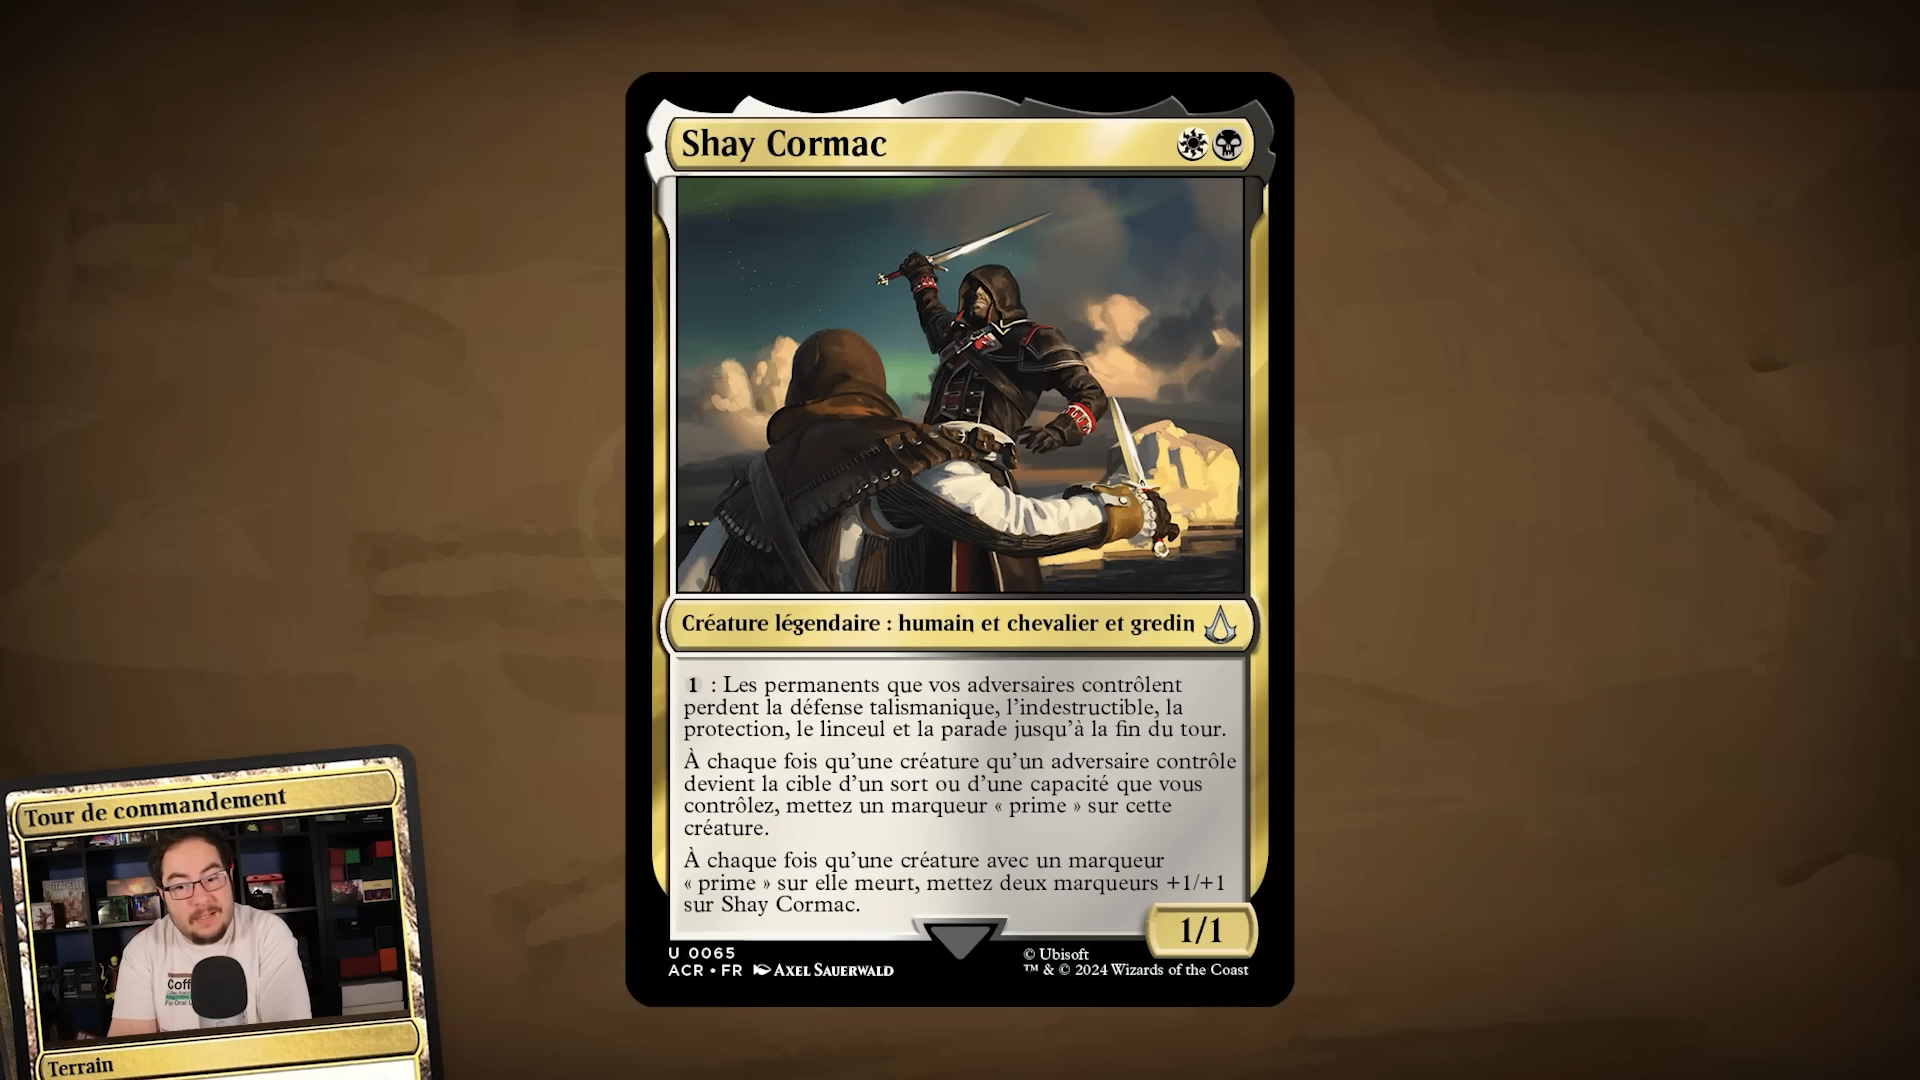 Shay Cormac
Créature légendaire : humain et chevalier et gredin
1 : Les permanents que vos adversaires contrôlent
perdent la défense talismanique, l’indestructible, la
protection, le linceul et la parade jusqu’à la fin du tour.
À chaque fois qu’une créature qu’un adversaire contrôle
devient la cible d’un sort ou d’une capacité que vous
contrôlez, mettez un marqueur « prime » sur cette
créature.
À chaque fois qu’une créature avec un marqueur
« prime » sur elle meurt, mettez deux marqueurs +1/+1
sur Shay Cormac.
1/1
U 0065
ACR • FR Axel Sauerwald
© Ubisoft
™ & © 2024 Wizards of the Coast
Tour de commandement
Terrain